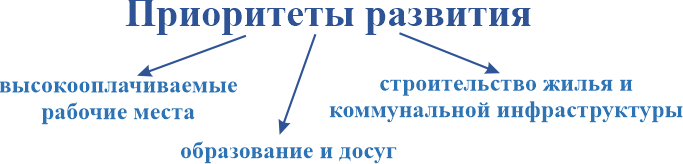 Приоритеты развития
высокооплачиваемые
рабочие места
строительство жилья и
коммунальной инфраструктуры
образование и досуг